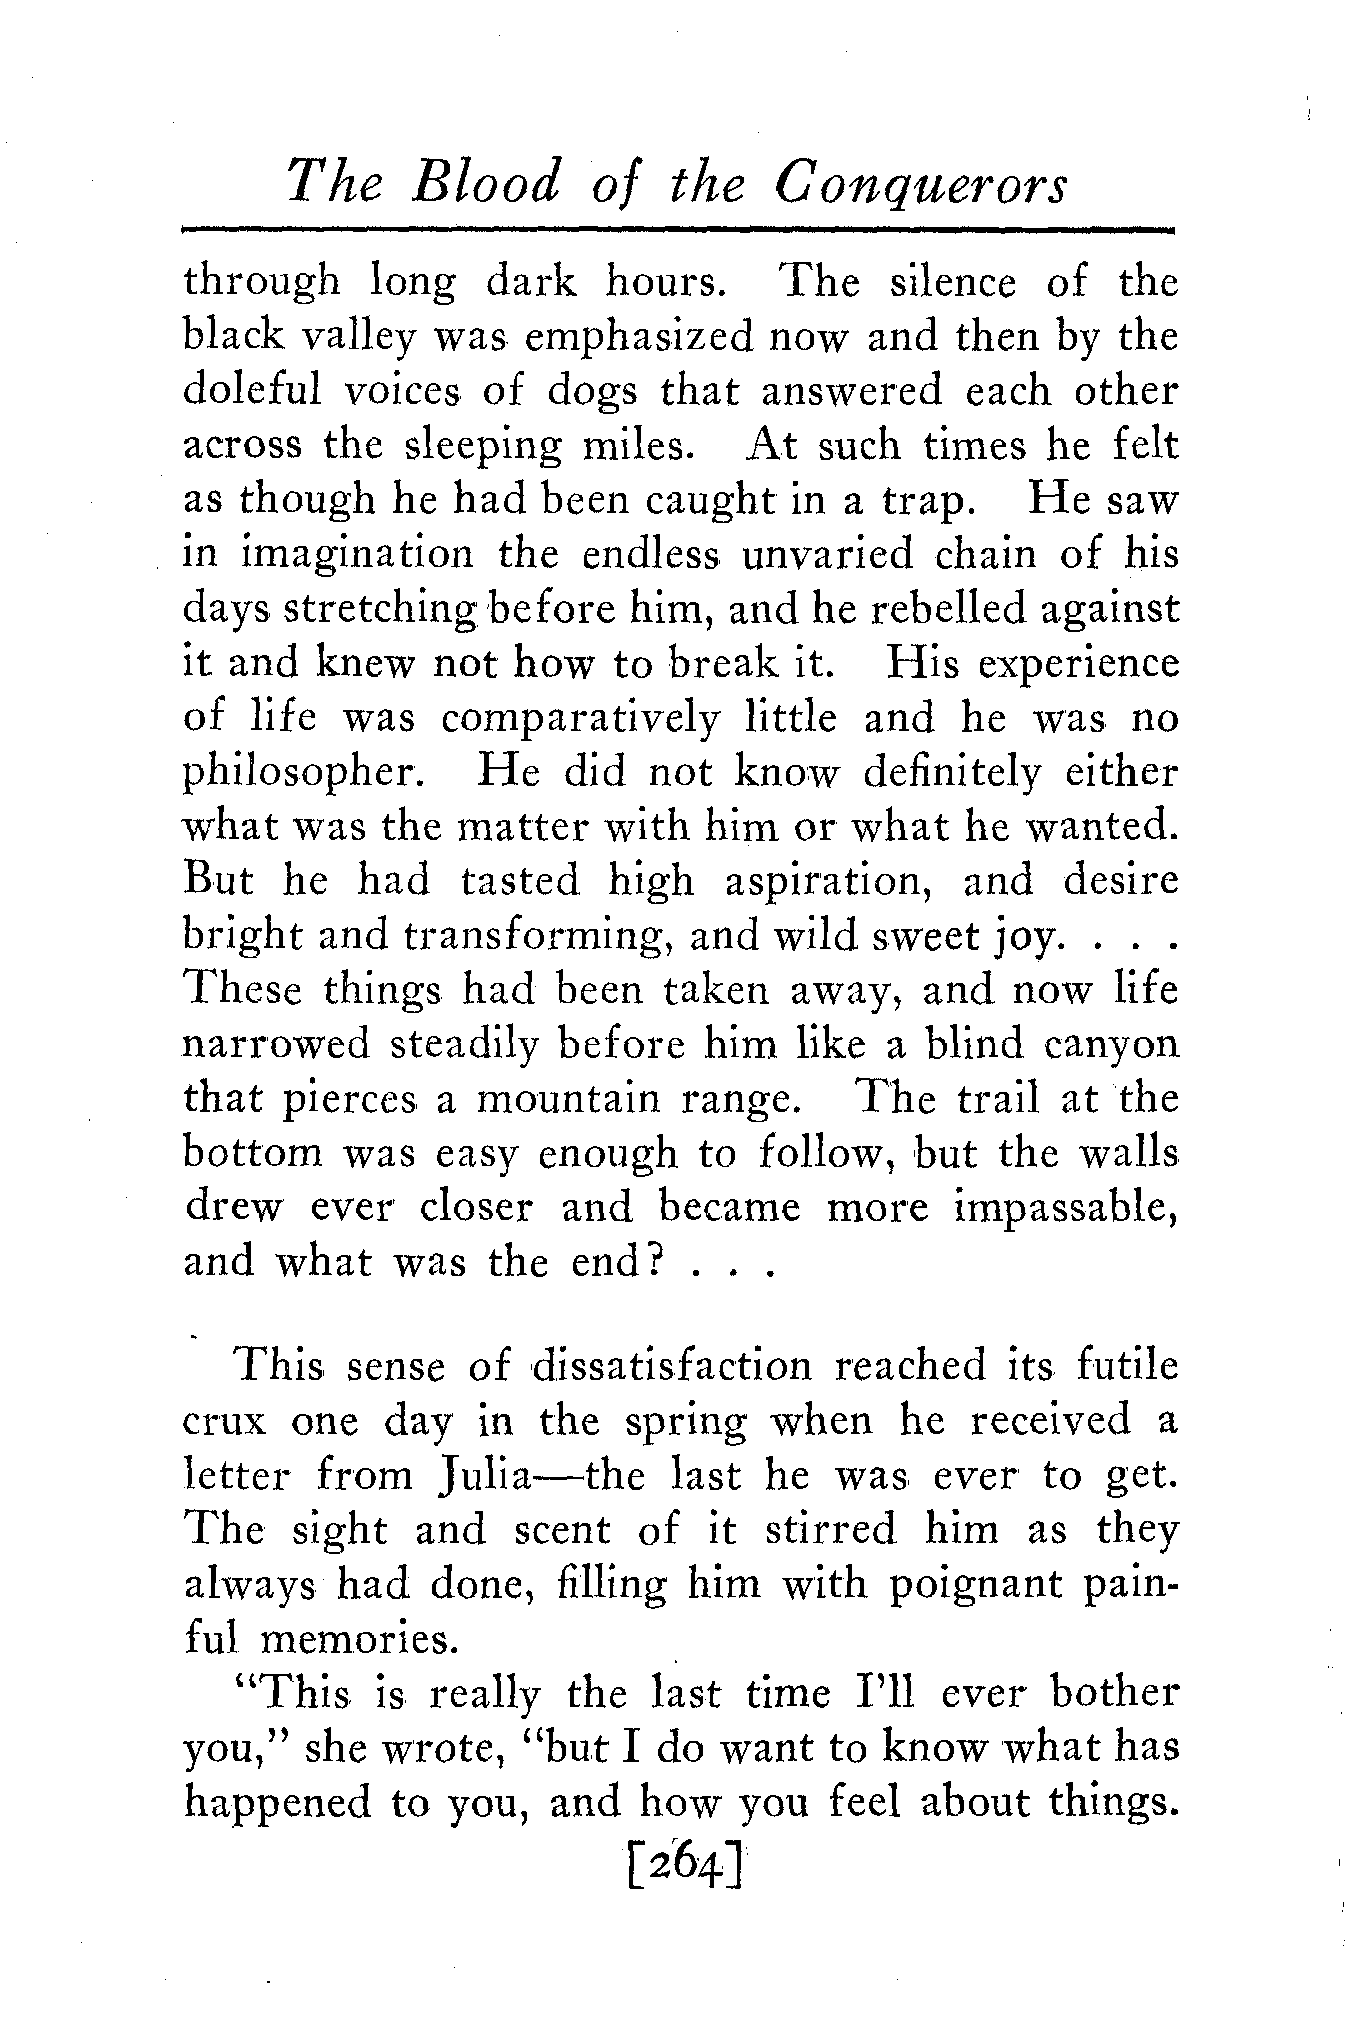 The Blood of the Conquerors
through long dark hours. The silence of the
black valley was emphasized now and then by the
doleful voices of dogs that answered each other
across the sleeping miles. At such times he felt
as though he had been caught in a trap. He saw
in imagination the endless unvaried chain of his
days stretching before him, and he rebelled against
it and knew not how to break it. His experience
of life was comparatively little and he was no
philosopher. He did not know definitely either
what was the matter with him or what he wanted.
But he had tasted high aspiration, and desire
bright and transforming, and wild sweet joy. . . .
These things had been taken away, and now life
narrowed steadily before him like a blind canyon
that pierces a mountain range. The trail at the
bottom was easy enough to follow, but the walls
drew ever closer and became more impassable,
and what was the end? . . .
This sense of dissatisfaction reached its futile
crux one day in the spring when he received a
letter from Julia—the last he was ever to get.
The sight and scent of it stirred him as they
always had done, filling him with poignant pain-
ful memories.
"This is really the last time I'll ever bother
you," she wrote, "but I do want to know what has
happened to you, and how you feel about things.
[264]